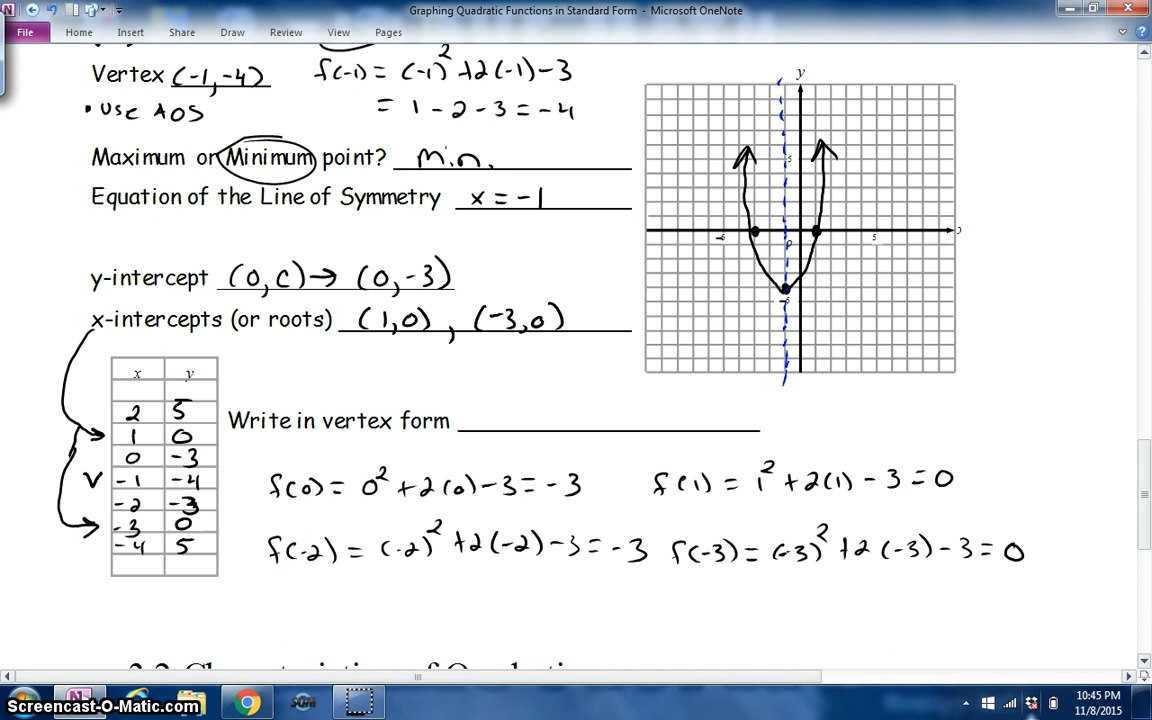 Graphing Quadratic Functions in Standard Form - Microsoft OneNote
File Home Insert Share Draw Review View Pages
Vertex (-1,-4) f(-1) = (-1)² +2(-1) -3
• Use AOS = 1 - 2 - 3 = -4
Maximum or Minimum point? Min.
Equation of the Line of Symmetry x = -1
y-intercept (0, C) → (0, -3)
x-intercepts (or roots) (1,0) , (-3,0)
y
5
-5 0 5 x
-5
x y
2 5
1 0
0 -3
V -1 -4
-2 -3
-3 0
-4 5
Write in vertex form
f(0) = 0² +2(0) -3 = -3 f(1) = 1² +2(1) -3 = 0
f(-2) = (-2)² +2(-2) -3 = -3 f(-3) = (-3)² +2(-3) -3 = 0
Screencast-O-Matic.com
10:45 PM
11/8/2015